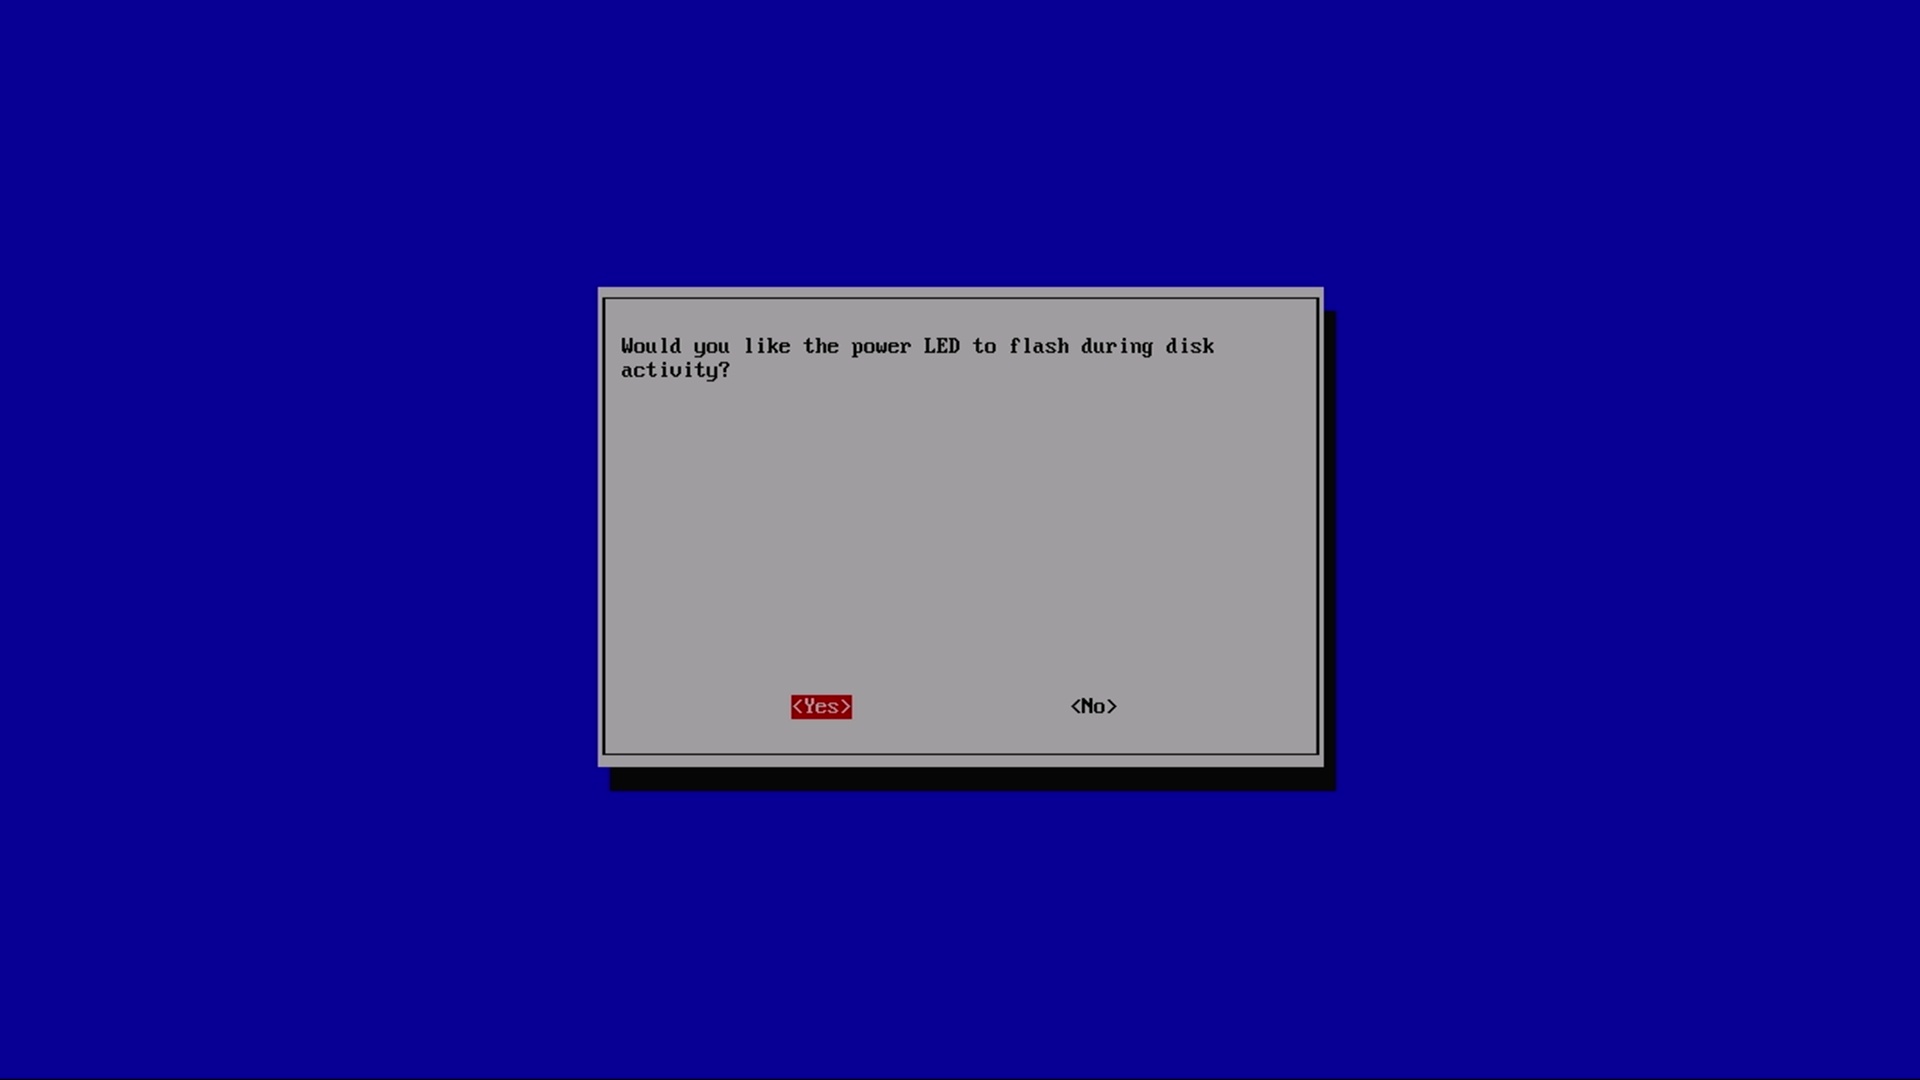 Would you like the power LED to flash during disk
activity?
<Yes> <No>